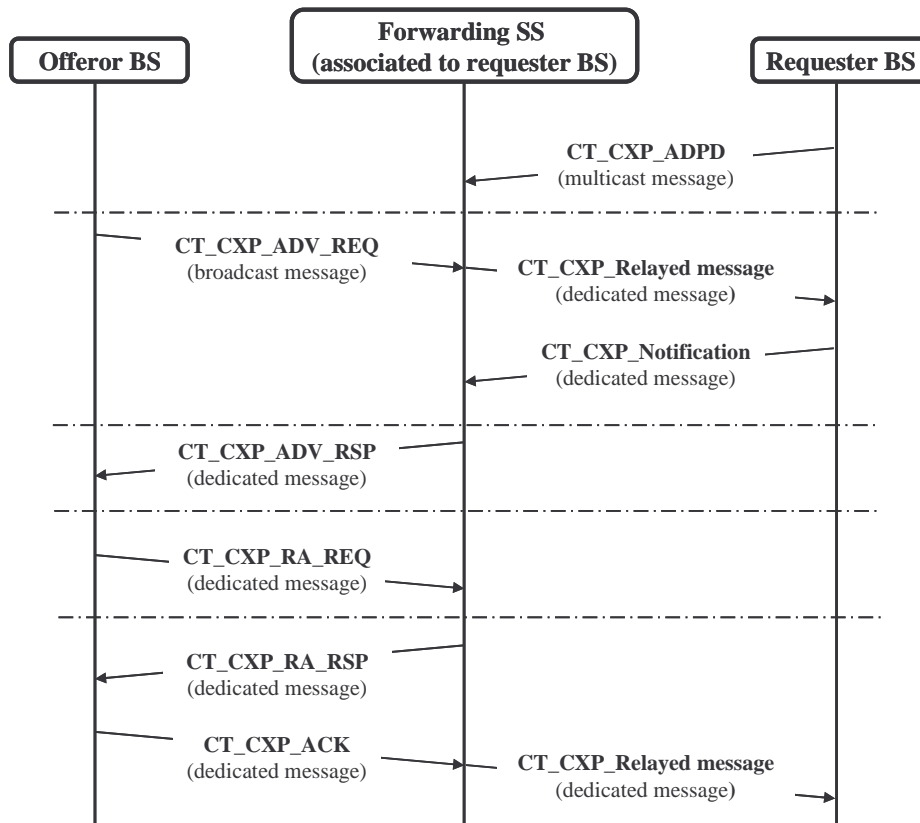 Offeror BS
Forwarding SS
(associated to requester BS)
Requester BS
CT_CXP_ADPD
(multicast message)
CT_CXP_ADV_REQ
(broadcast message)
CT_CXP_Relayed message
(dedicated message)
CT_CXP_Notification
(dedicated message)
CT_CXP_ADV_RSP
(dedicated message)
CT_CXP_RA_REQ
(dedicated message)
CT_CXP_RA_RSP
(dedicated message)
CT_CXP_ACK
(dedicated message)
CT_CXP_Relayed message
(dedicated message)